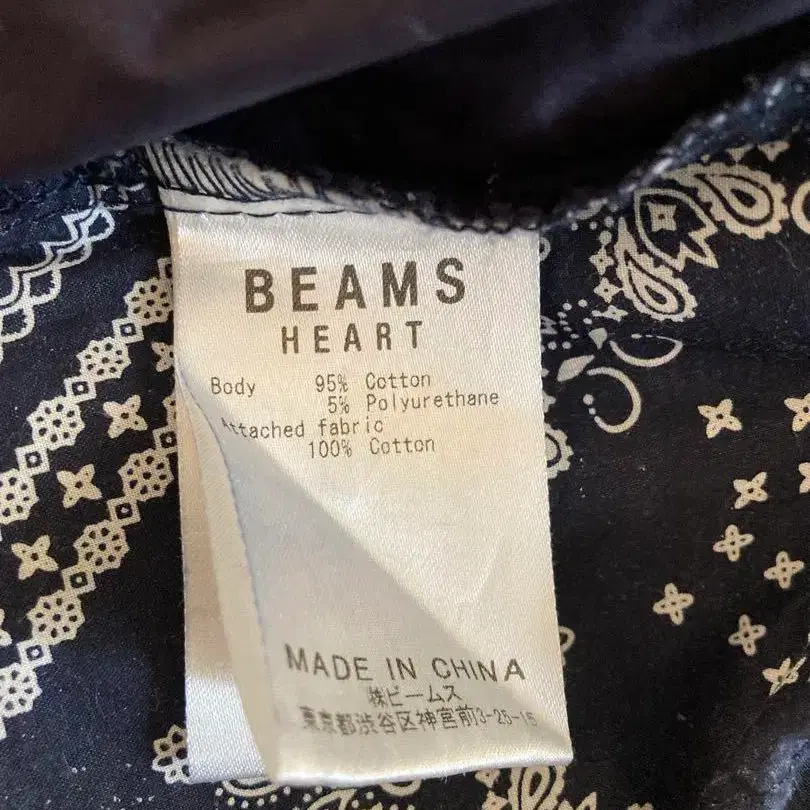 BEAMS
HEART
Body 95% Cotton
5% Polyurethane
Attached fabric
100% Cotton
MADE IN CHINA
㈱ビームス
東京都渋谷区神宮前3-25-15